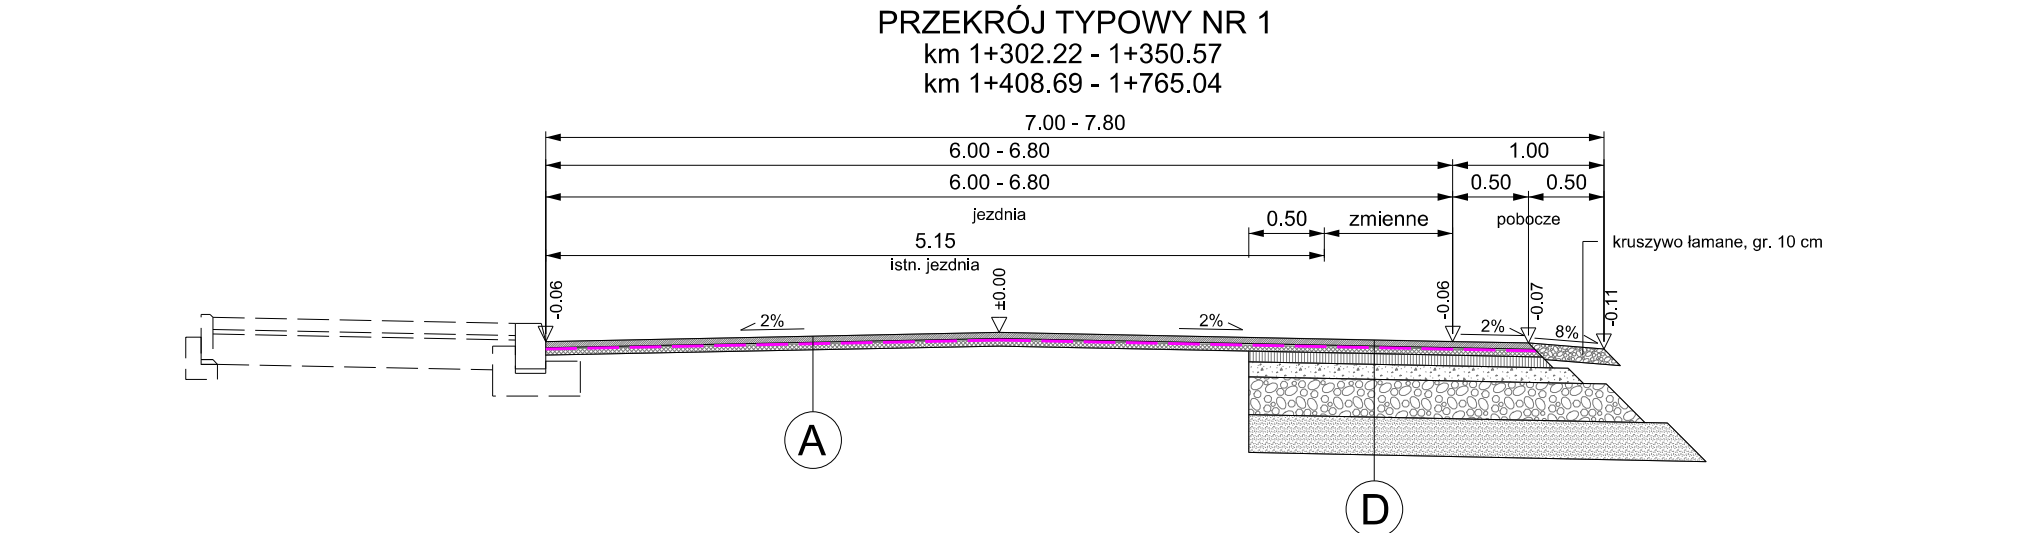 PRZEKRÓJ TYPOWY NR 1
km 1+302.22 - 1+350.57
km 1+408.69 - 1+765.04
7.00 - 7.80
6.00 - 6.80 1.00
6.00 - 6.80 0.50 0.50
jezdnia 0.50 zmienne pobocze
5.15 kruszywo łamane, gr. 10 cm
istn. jezdnia
-0.06 ±0.00 -0.06 -0.07 -0.11
2% 2% 2% 8%
A
D